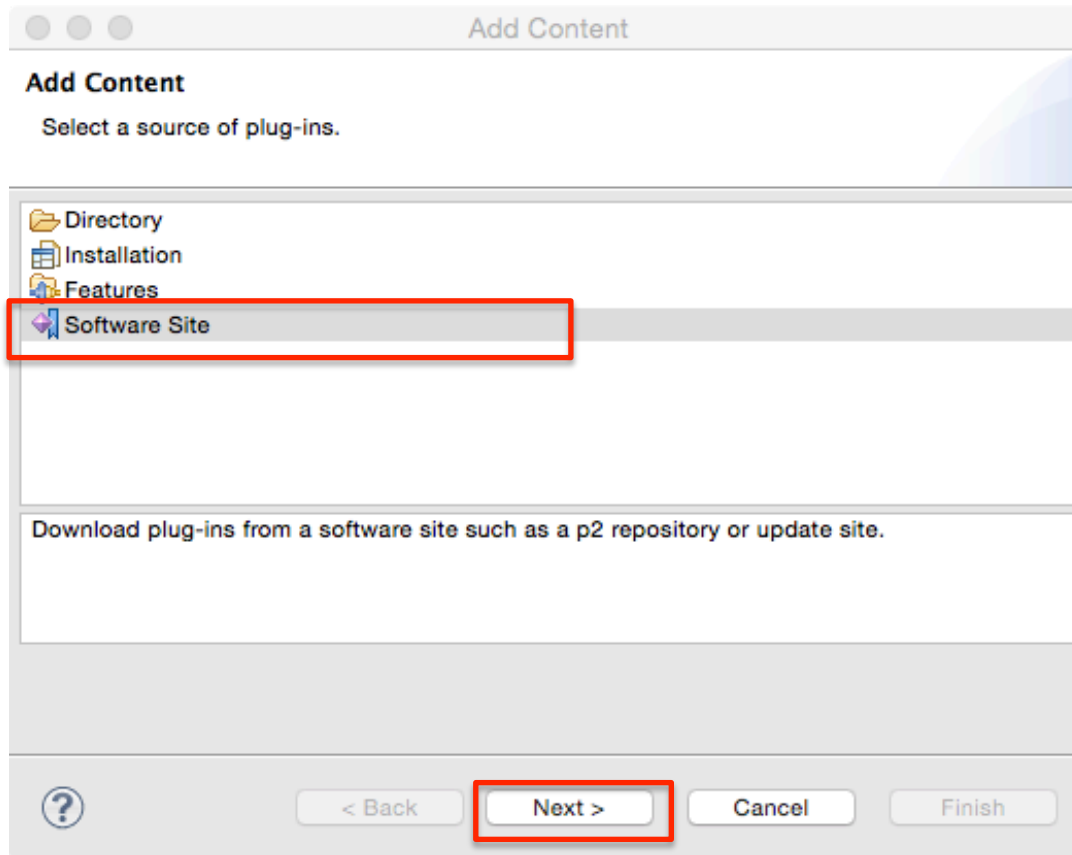 Add Content
Add Content
Select a source of plug-ins.
Directory
Installation
Features
Software Site
Download plug-ins from a software site such as a p2 repository or update site.
? < Back Next > Cancel Finish